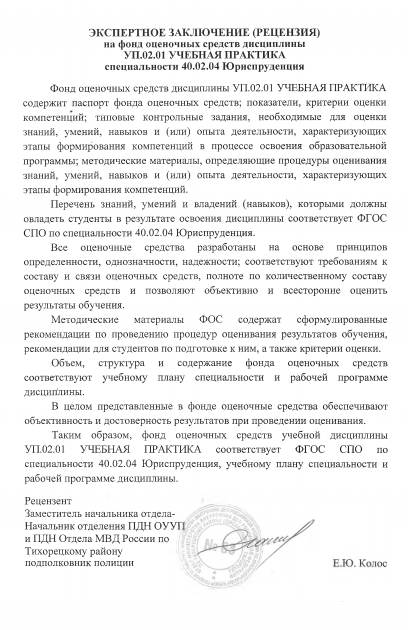 ЭКСПЕРТНОЕ ЗАКЛЮЧЕНИЕ (РЕЦЕНЗИЯ)
на фонд оценочных средств дисциплины
УП.02.01 УЧЕБНАЯ ПРАКТИКА
специальности 40.02.04 Юриспруденция
Фонд оценочных средств дисциплины УП.02.01 УЧЕБНАЯ ПРАКТИКА
содержит паспорт фонда оценочных средств; показатели, критерии оценки
компетенций; типовые контрольные задания, необходимые для оценки
знаний, умений, навыков и (или) опыта деятельности, характеризующих
этапы формирования компетенций в процессе освоения образовательной
программы; методические материалы, определяющие процедуры оценивания
знаний, умений, навыков и (или) опыта деятельности, характеризующих
этапы формирования компетенций.
Перечень знаний, умений и владений (навыков), которыми должны
овладеть студенты в результате освоения дисциплины соответствует ФГОС
СПО по специальности 40.02.04 Юриспруденция.
Все оценочные средства разработаны на основе принципов
определенности, однозначности, надежности; соответствуют требованиям к
составу и связи оценочных средств, полноте по количественному составу
оценочных средств и позволяют объективно и всесторонне оценить
результаты обучения.
Методические материалы ФОС содержат сформулированные
рекомендации по проведению процедур оценивания результатов обучения,
рекомендации для студентов по подготовке к ним, а также критерии оценки.
Объем, структура и содержание фонда оценочных средств
соответствуют учебному плану специальности и рабочей программе
дисциплины.
В целом представленные в фонде оценочные средства обеспечивают
объективность и достоверность результатов при проведении оценивания.
Таким образом, фонд оценочных средств учебной дисциплины
УП.02.01 УЧЕБНАЯ ПРАКТИКА соответствует ФГОС СПО по
специальности 40.02.04 Юриспруденция, учебному плану специальности и
рабочей программе дисциплины.
Рецензент
Заместитель начальника отдела-
Начальник отделения ПДН ОУУП
и ПДН Отдела МВД России по
Тихорецкому району
подполковник полиции Е.Ю. Колос